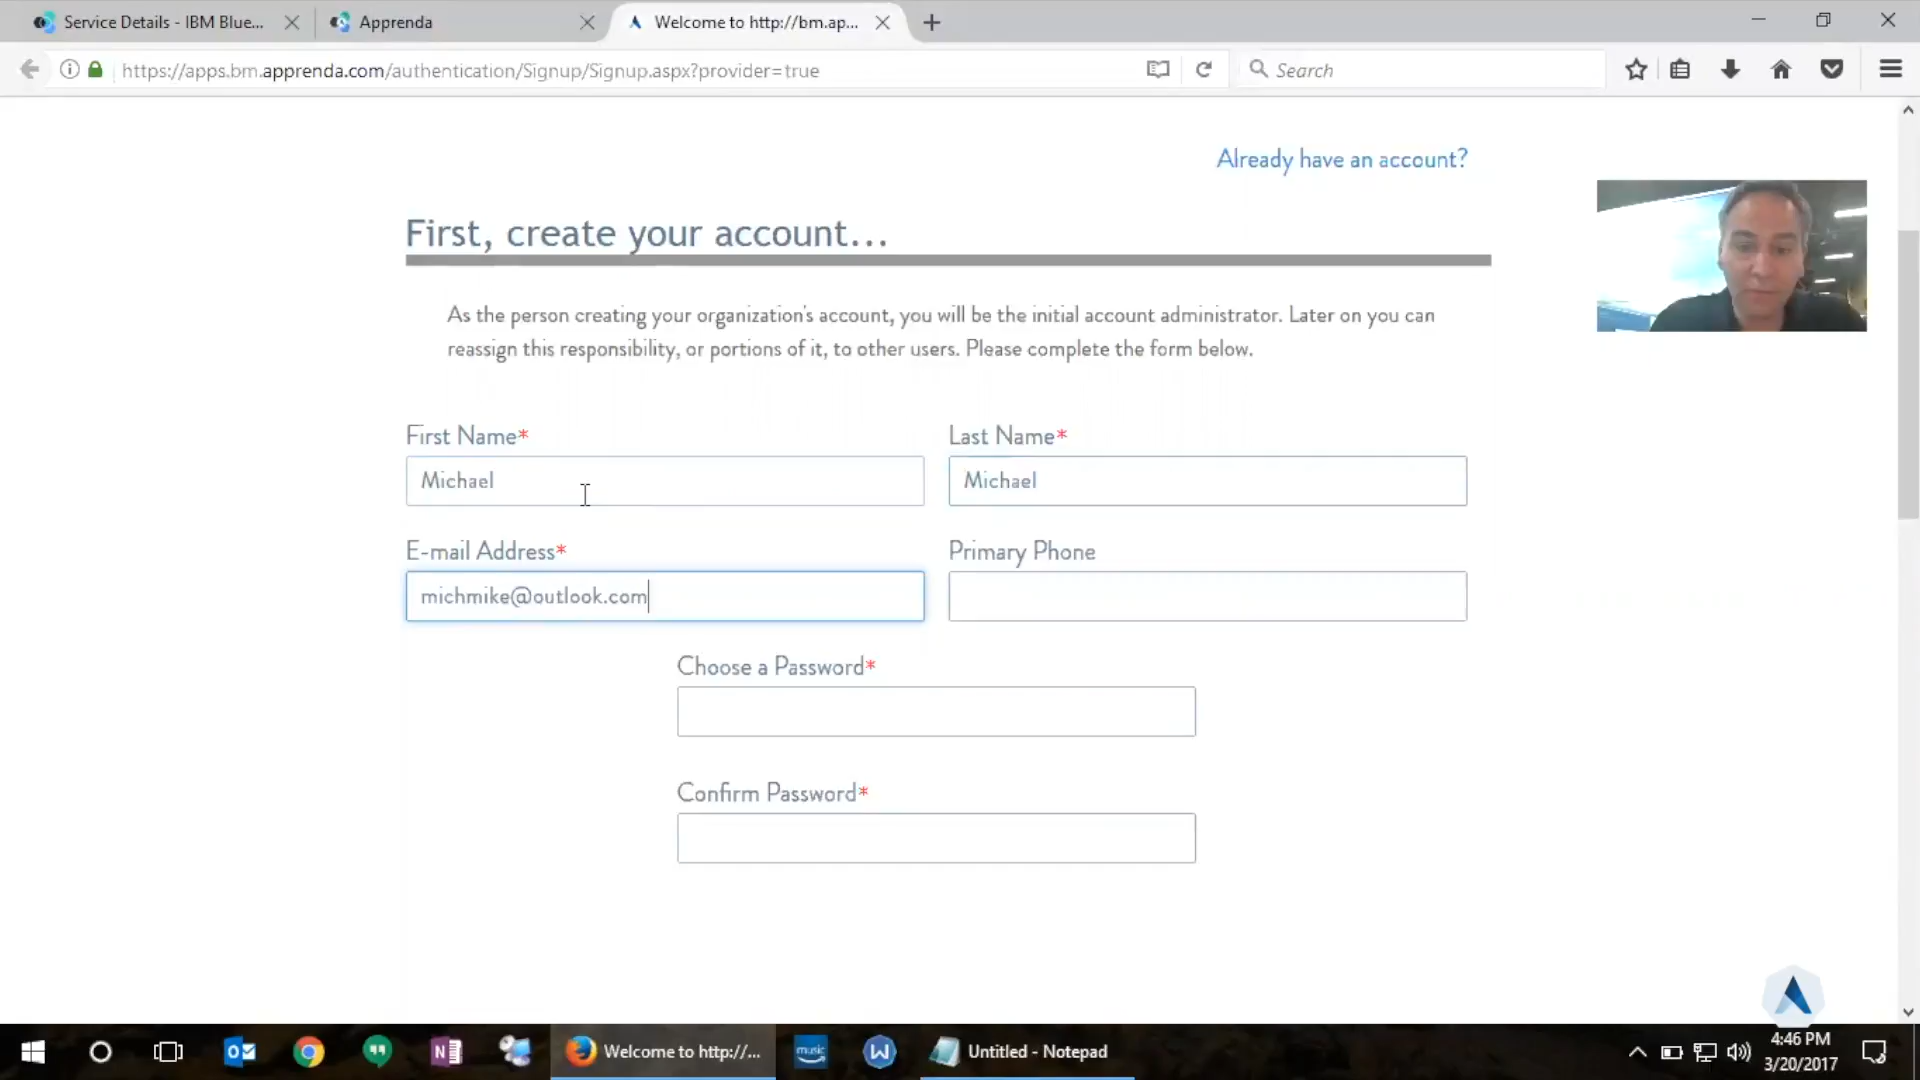 Service Details - IBM Blue...
Apprenda
Welcome to http://bm.ap...
https://apps.bm.apprenda.com/authentication/Signup/Signup.aspx?provider=true
Search
Already have an account?
First, create your account...
As the person creating your organization's account, you will be the initial account administrator. Later on you can
reassign this responsibility, or portions of it, to other users. Please complete the form below.
First Name*
Last Name*
Michael
Michael
E-mail Address*
Primary Phone
michmike@outlook.com
Choose a Password*
Confirm Password*
Welcome to http://...
music
Untitled - Notepad
4:46 PM
3/20/2017